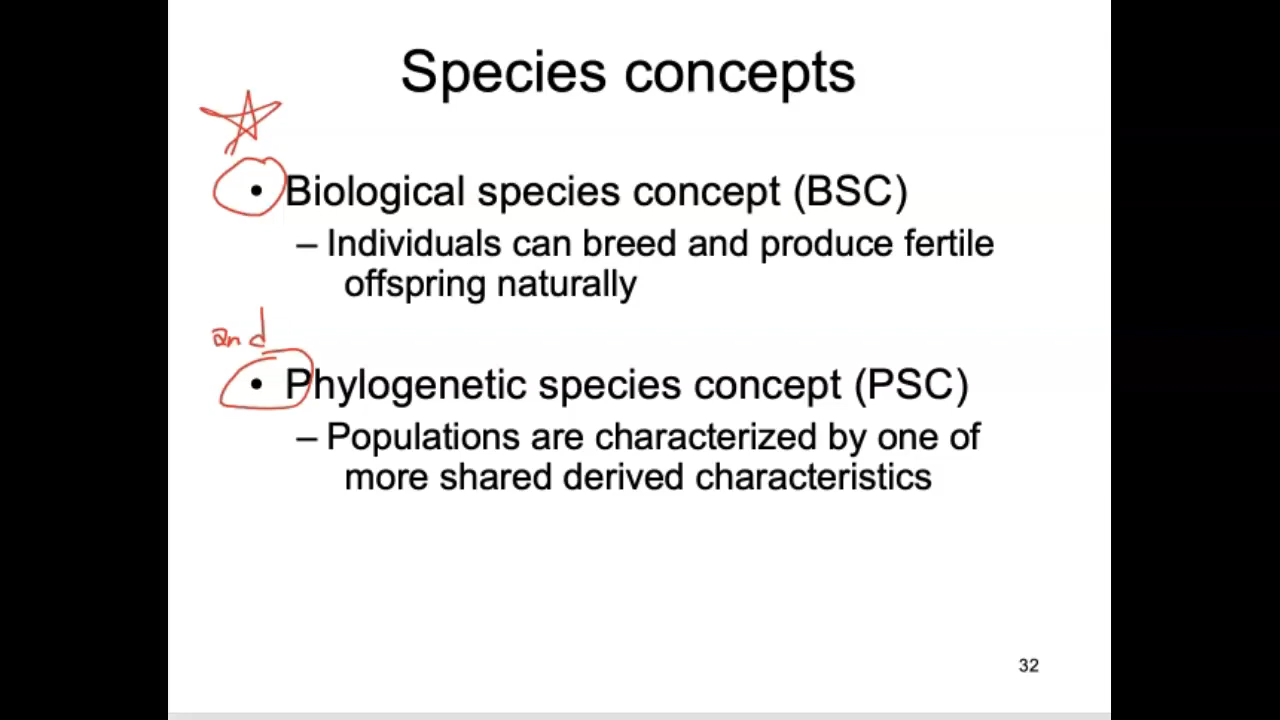 Species concepts
• Biological species concept (BSC)
– Individuals can breed and produce fertile
offspring naturally
and
• Phylogenetic species concept (PSC)
– Populations are characterized by one of
more shared derived characteristics
32